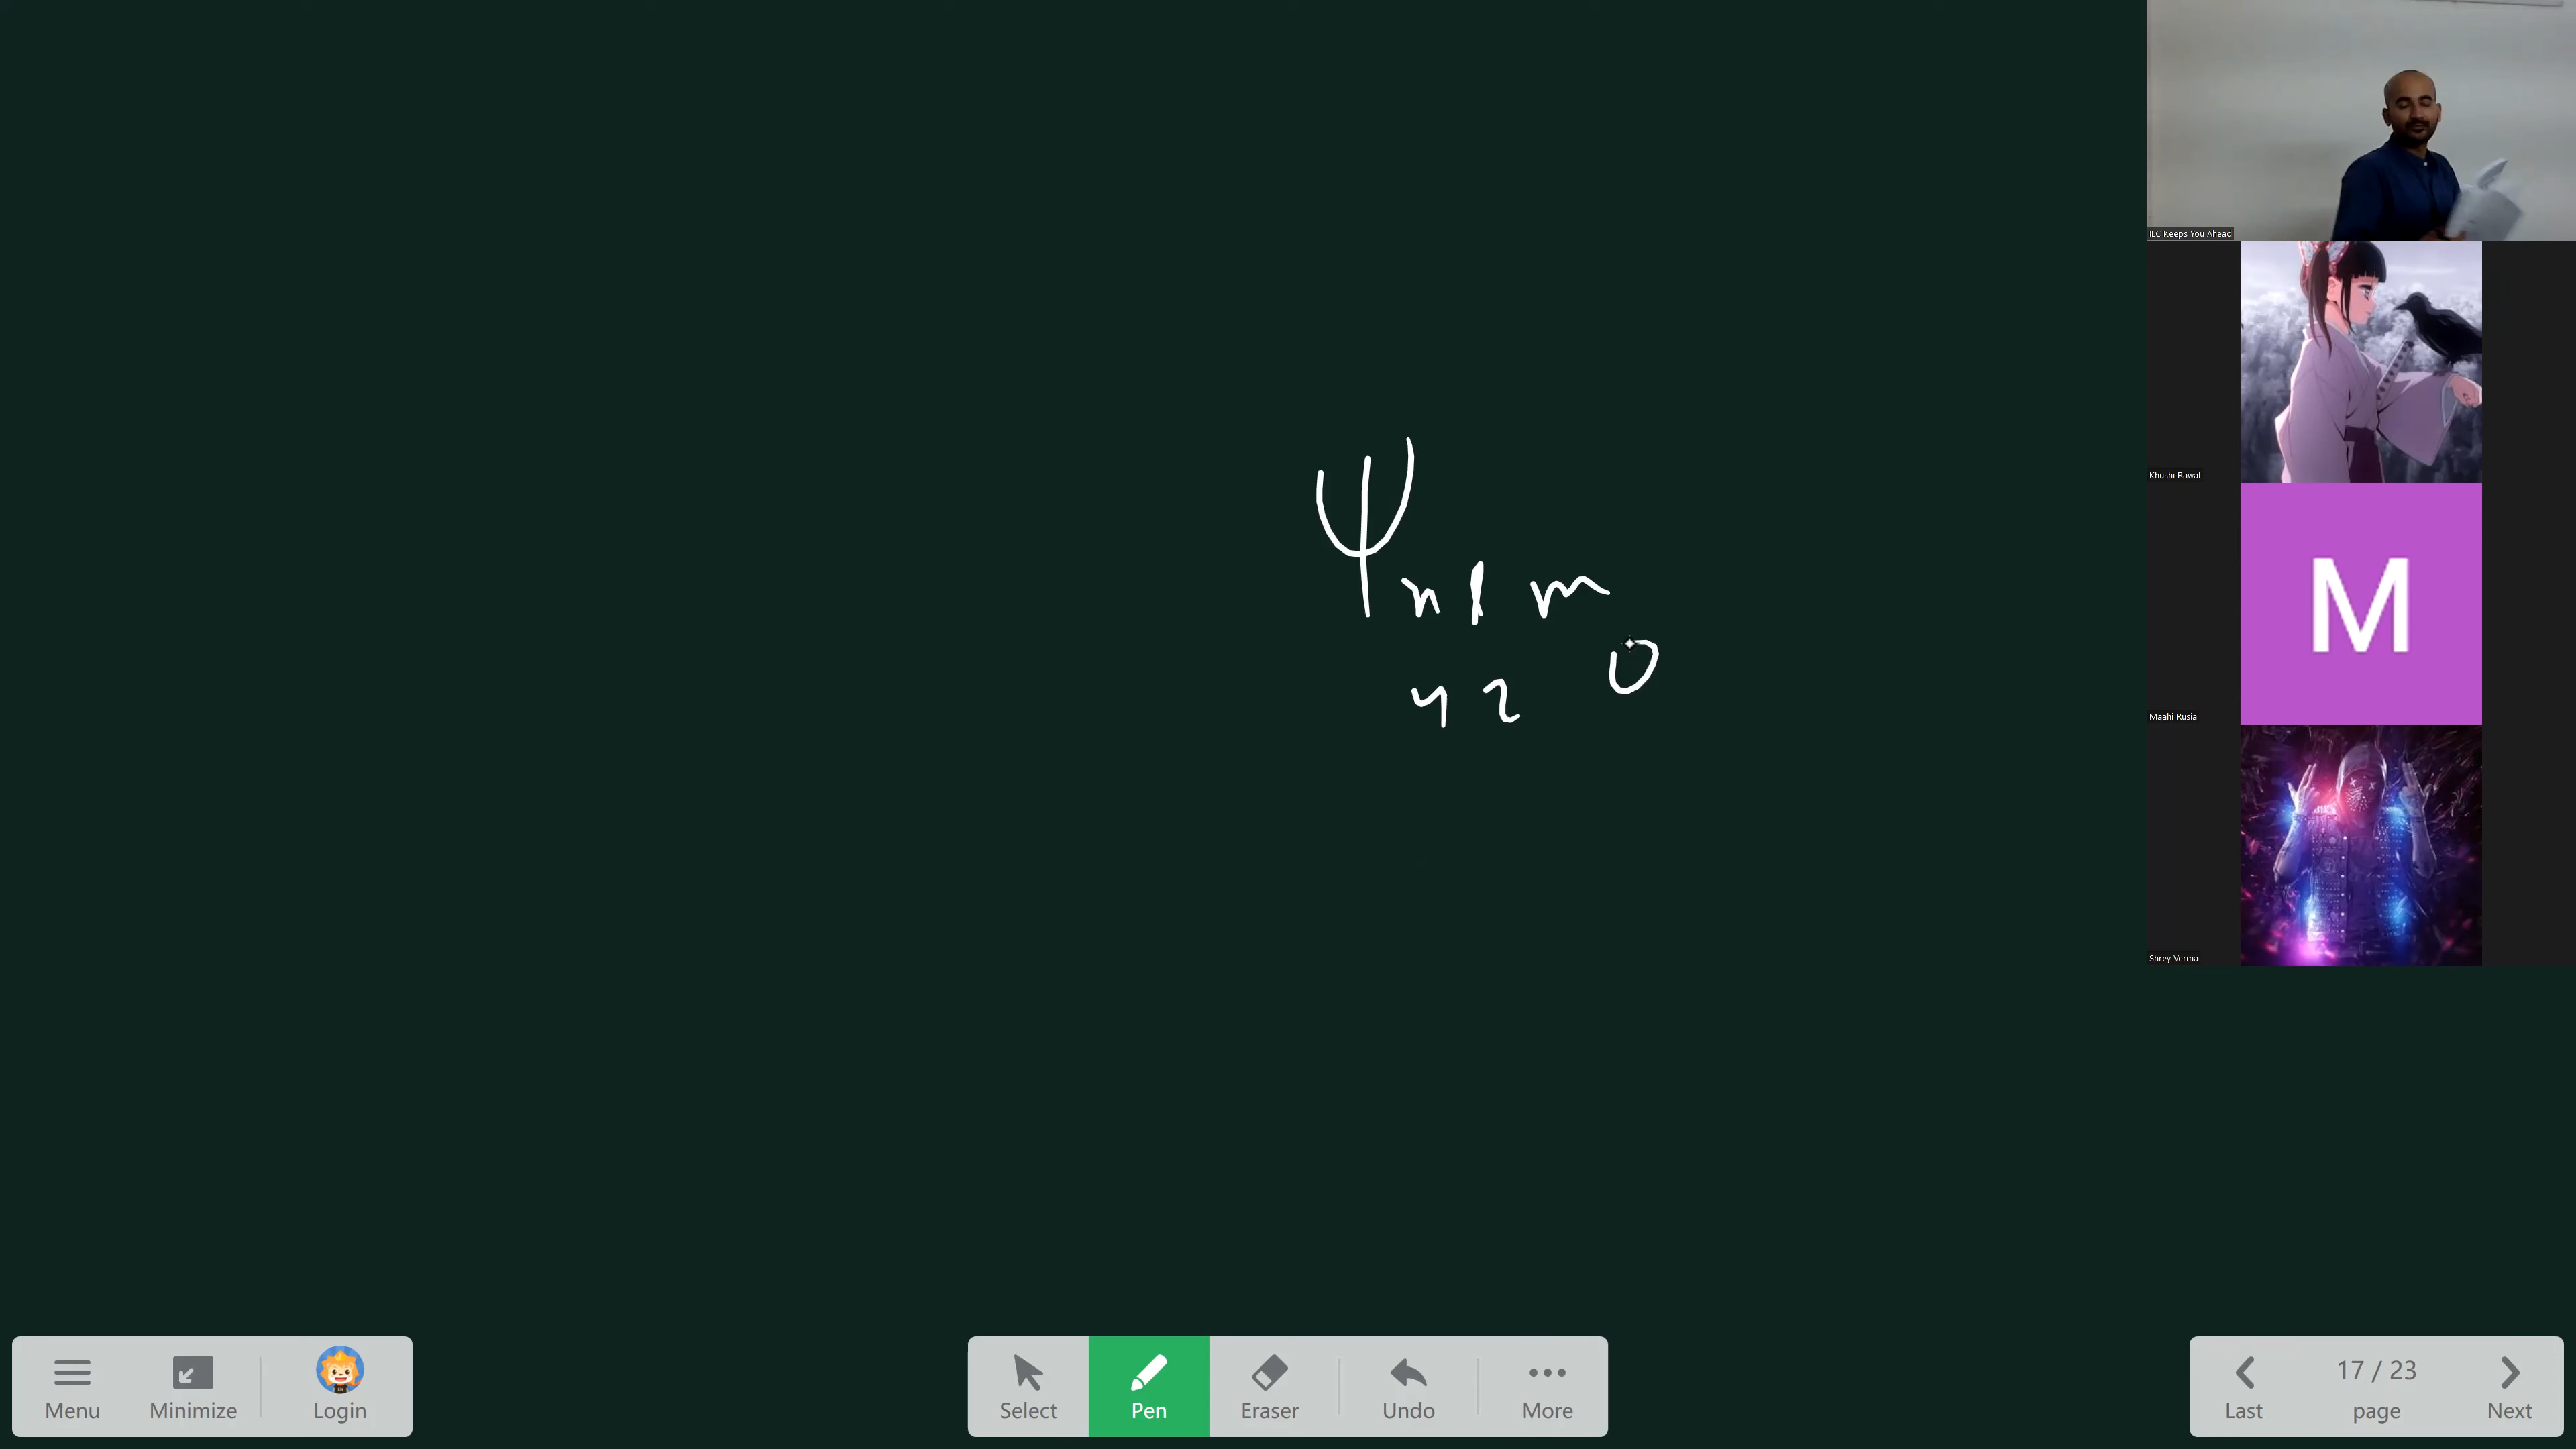 ILC Keeps You Ahead
Khushi Rawat
M
Maahi Rusia
Shrey Verma
ψ n l m
4 2 0
Menu
Minimize
Login
Select
Pen
Eraser
Undo
More
Last
17 / 23
page
Next